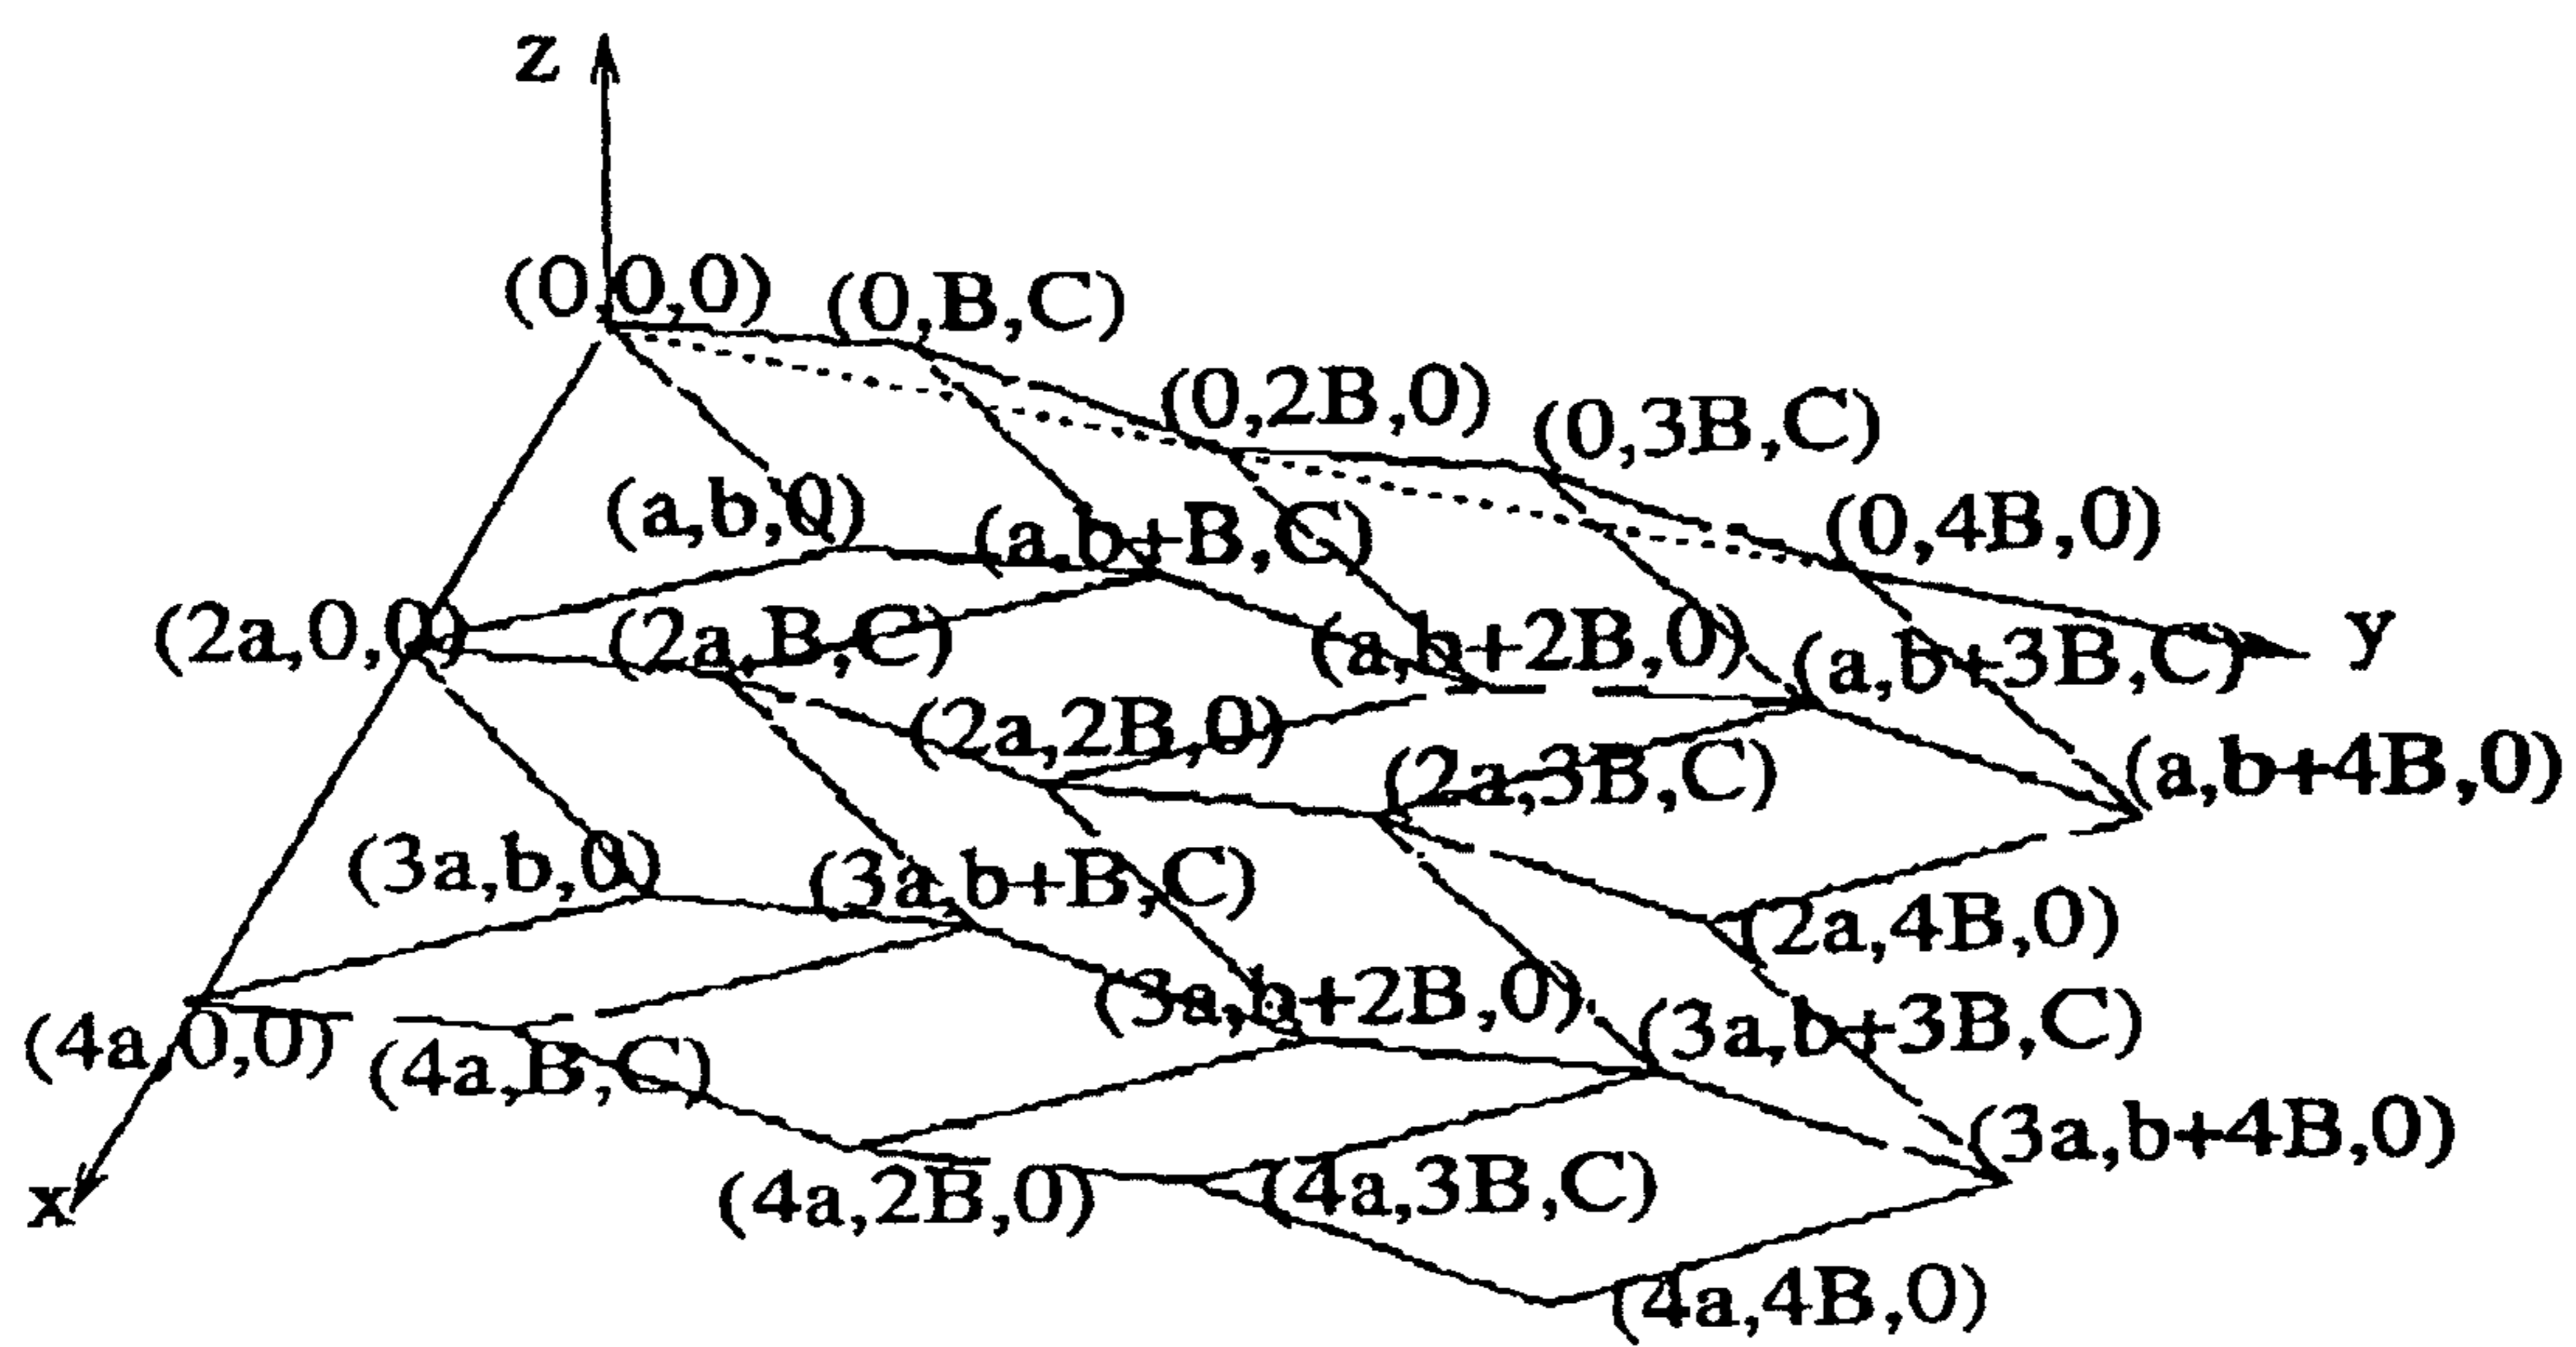 z
(0,0,0)
(0,B,C)
(0,2B,0)
(0,3B,C)
(0,4B,0)
y
(a,b,0)
(a,b+B,C)
(a,b+2B,0)
(a,b+3B,C)
(a,b+4B,0)
(2a,0,0)
(2a,B,C)
(2a,2B,0)
(2a,3B,C)
(2a,4B,0)
(3a,b,0)
(3a,b+B,C)
(3a,b+2B,0)
(3a,b+3B,C)
(3a,b+4B,0)
(4a,0,0)
(4a,B,C)
(4a,2B,0)
(4a,3B,C)
(4a,4B,0)
x